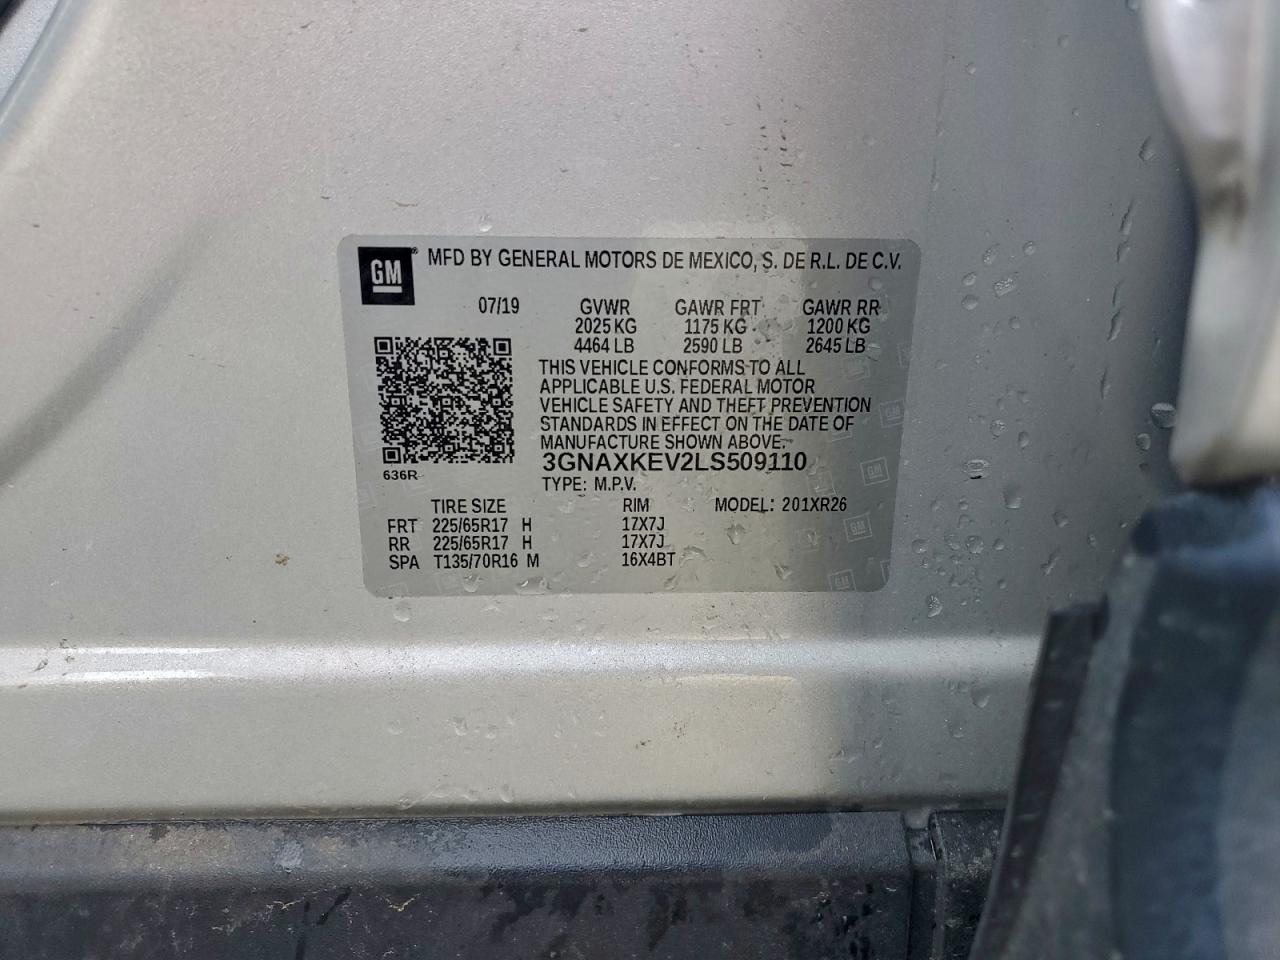 GM MFD BY GENERAL MOTORS DE MEXICO, S. DE R.L. DE C.V.
07/19 GVWR GAWR FRT GAWR RR
2025 KG 1175 KG 1200 KG
4464 LB 2590 LB 2645 LB
THIS VEHICLE CONFORMS TO ALL
APPLICABLE U.S. FEDERAL MOTOR
VEHICLE SAFETY AND THEFT PREVENTION
STANDARDS IN EFFECT ON THE DATE OF
MANUFACTURE SHOWN ABOVE.
636R 3GNAXKEV2LS509110
TYPE: M.P.V.
TIRE SIZE RIM MODEL: 201XR26
FRT 225/65R17 H 17X7J
RR 225/65R17 H 17X7J
SPA T135/70R16 M 16X4BT